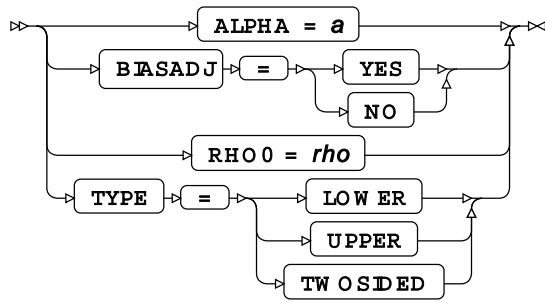 ALPHA = a
BIASADJ = YES
NO
RHO0 = rho
TYPE = LOWER
UPPER
TWOSIDED